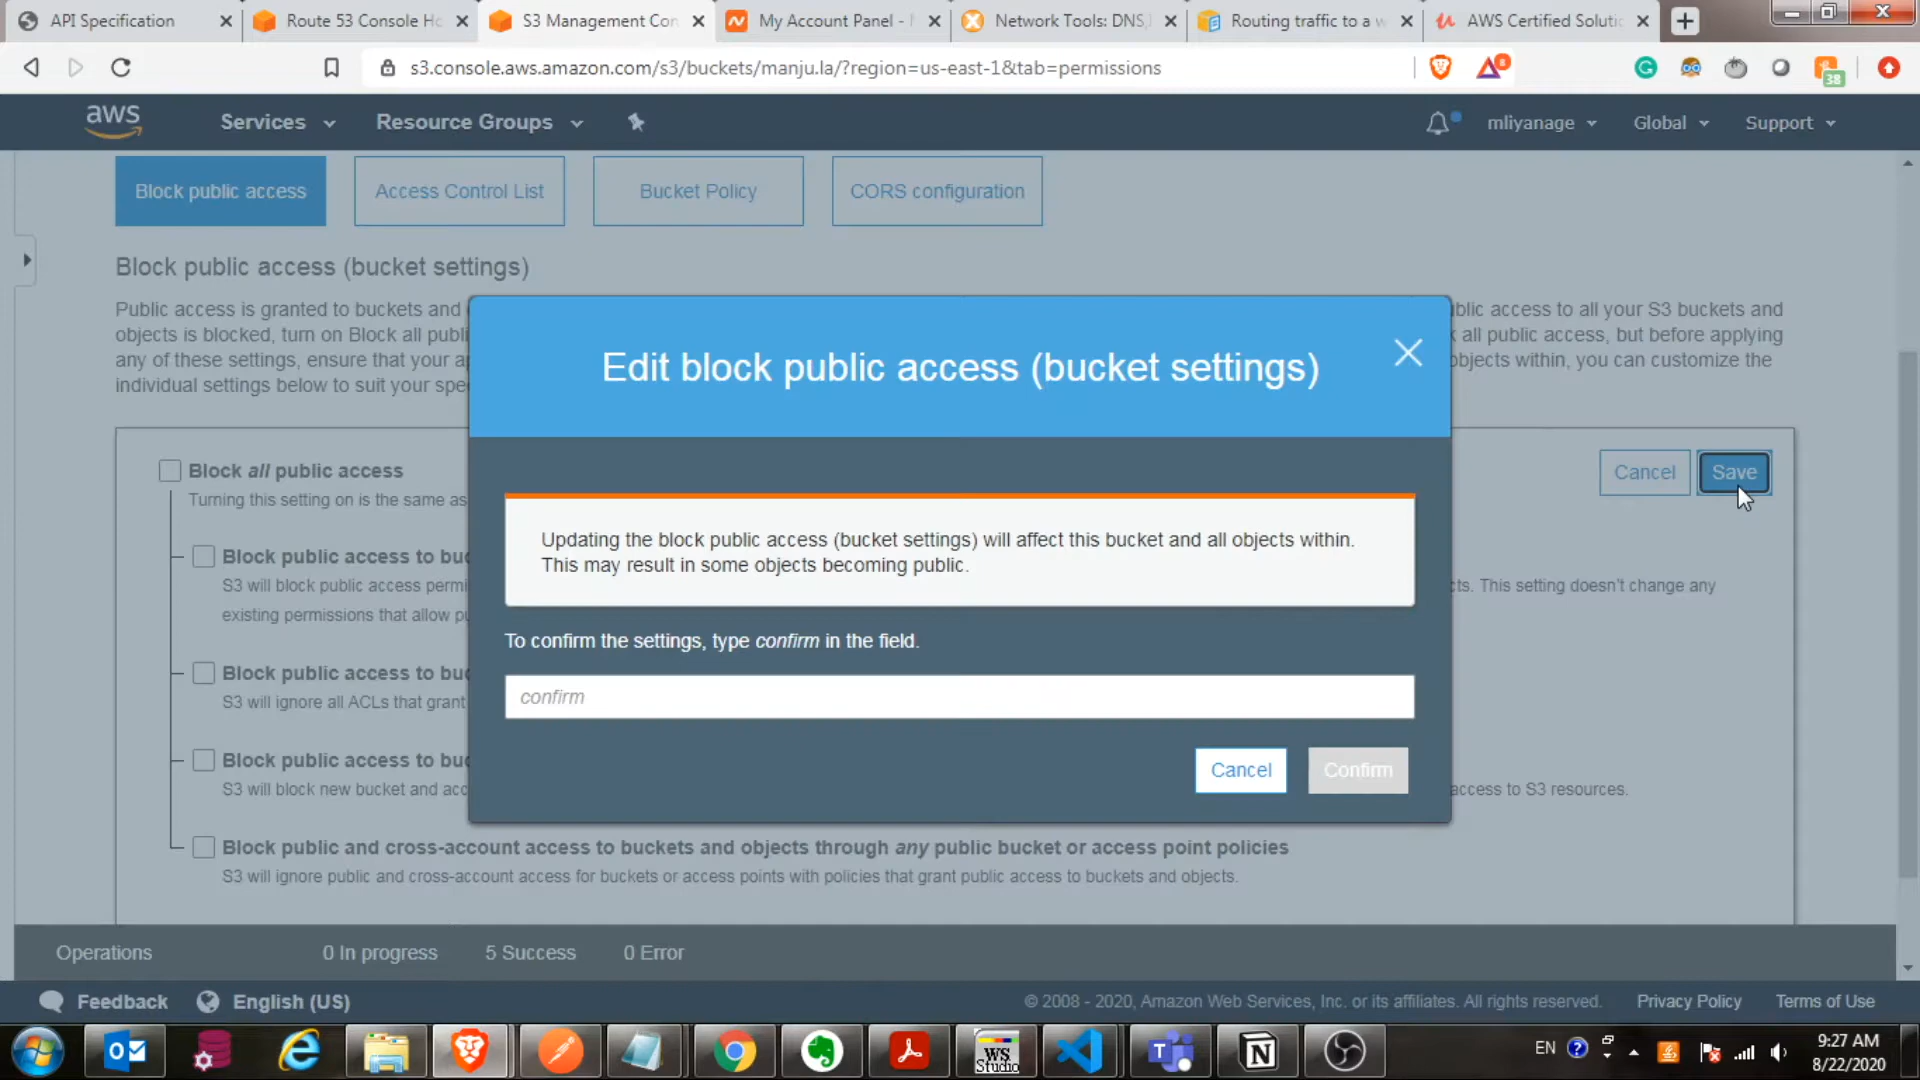 API Specification
Route 53 Console Ho
S3 Management Con
My Account Panel -
Network Tools: DNS,
Routing traffic to a w
AWS Certified Soluti
s3.console.aws.amazon.com/s3/buckets/manju.la/?region=us-east-1&tab=permissions
8
38
aws
Services
Resource Groups
mliyanage
Global
Support
Block public access
Access Control List
Bucket Policy
CORS configuration
Block public access (bucket settings)
Public access is granted to buckets and
blic access to all your S3 buckets and
objects is blocked, turn on Block all publi
all public access, but before applying
any of these settings, ensure that your ap
objects within, you can customize the
individual settings below to suit your spe
Edit block public access (bucket settings)
Updating the block public access (bucket settings) will affect this bucket and all objects within.
This may result in some objects becoming public.
To confirm the settings, type confirm in the field.
confirm
Cancel
Confirm
Block all public access
Cancel
Save
Turning this setting on is the same as
Block public access to buc
S3 will block public access permi
cts. This setting doesn't change any
existing permissions that allow pu
Block public access to buc
S3 will ignore all ACLs that grant
Block public access to buc
S3 will block new bucket and acc
access to S3 resources.
Block public and cross-account access to buckets and objects through any public bucket or access point policies
S3 will ignore public and cross-account access for buckets or access points with policies that grant public access to buckets and objects.
Operations
0 In progress
5 Success
0 Error
Feedback
English (US)
© 2008 - 2020, Amazon Web Services, Inc. or its affiliates. All rights reserved.
Privacy Policy
Terms of Use
WS
Studio
EN
9:27 AM
8/22/2020